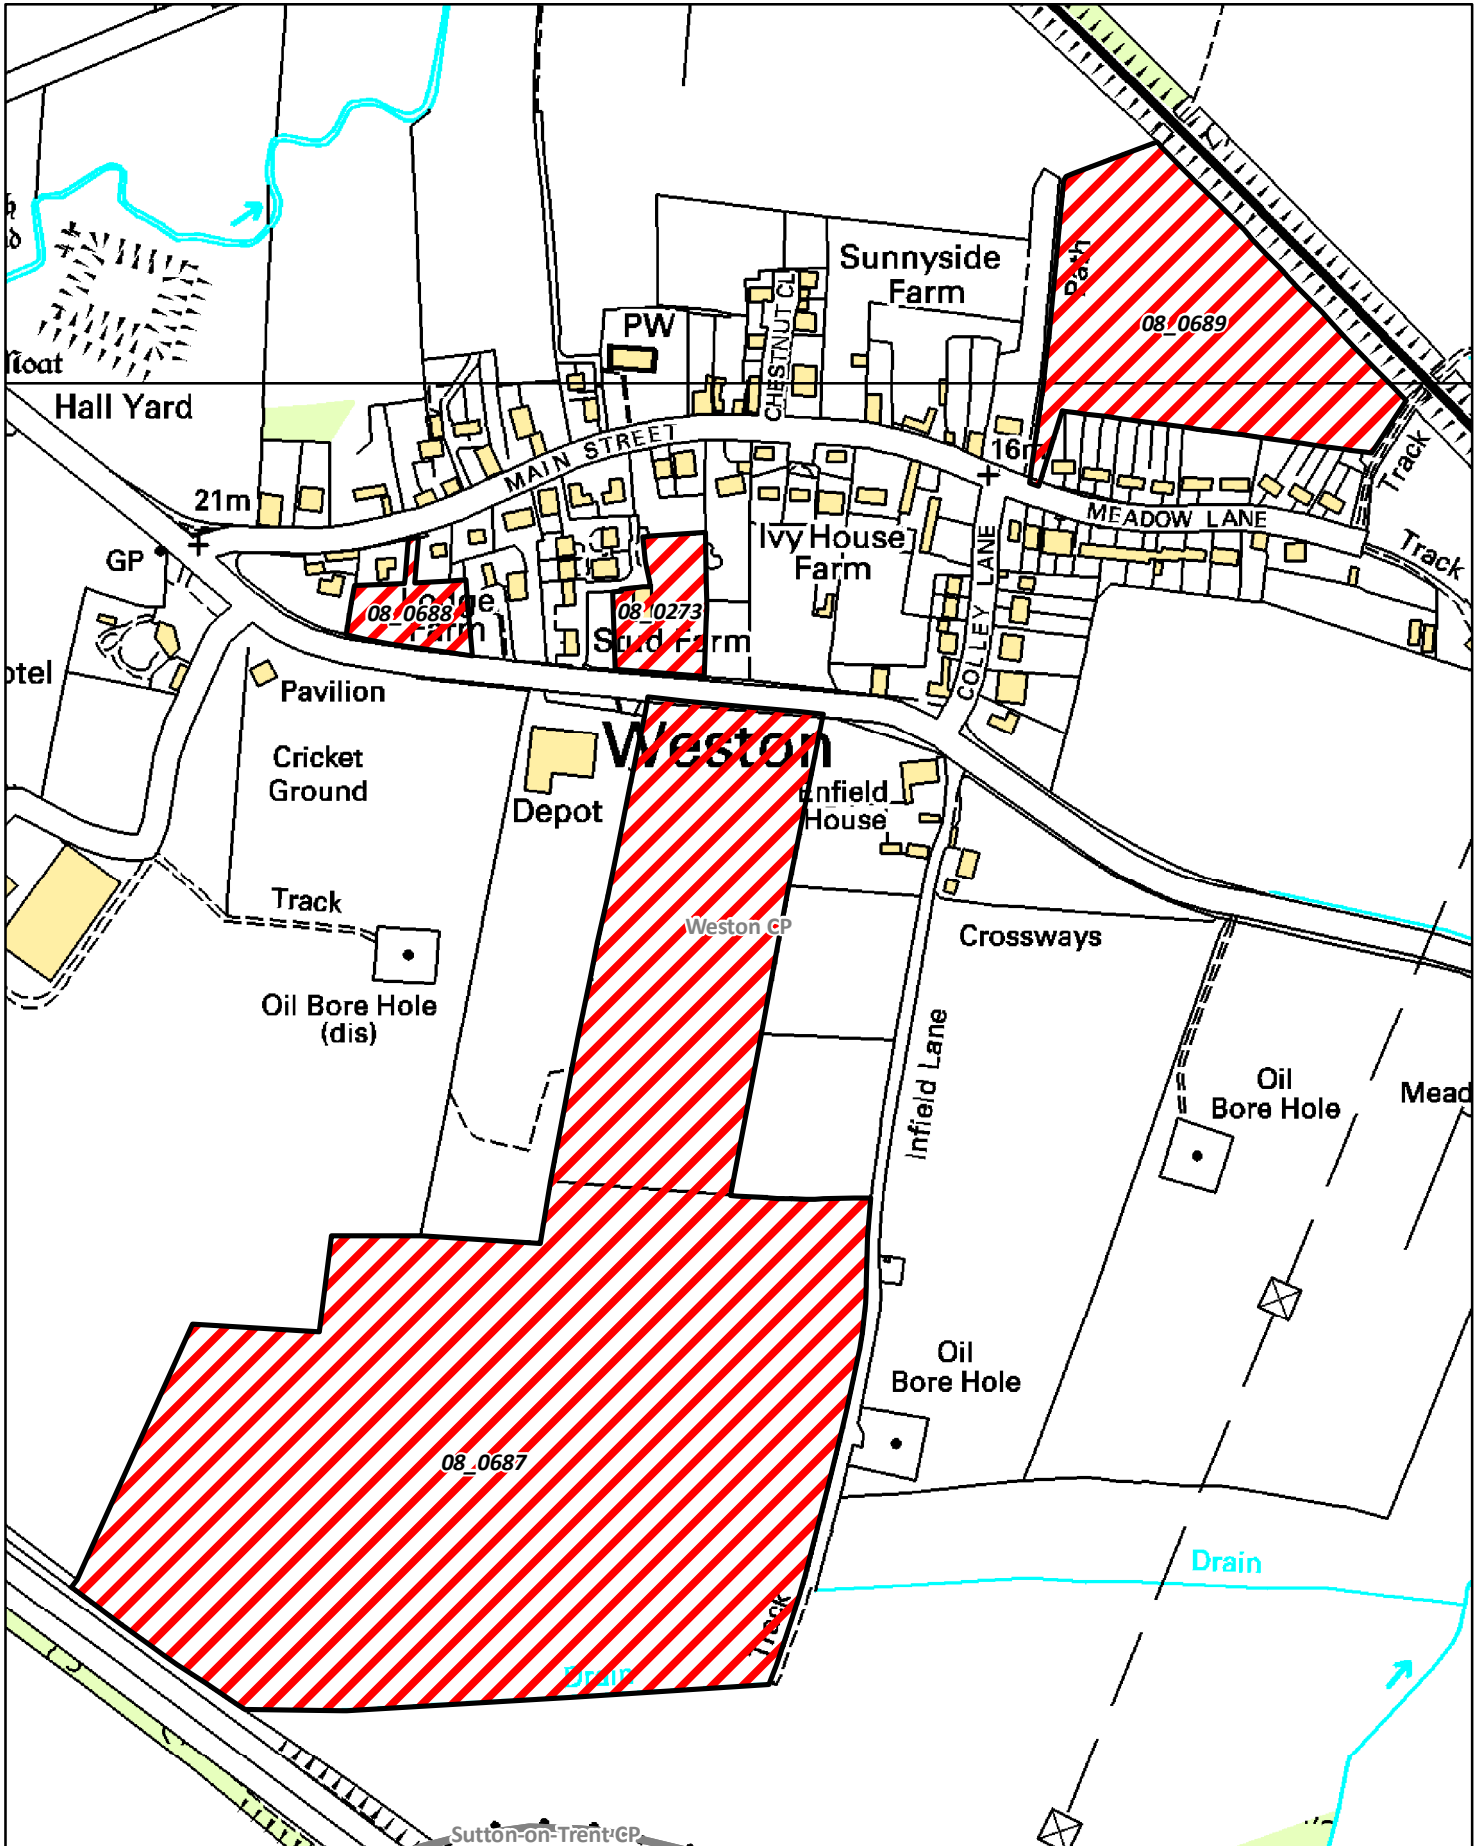 Sunnyside
Farm
Path
08_0689
PW
CHESTNUT CL
Hall Yard
MAIN STREET
16m
21m
MEADOW LANE
Track
Track
GP
Ivy House
Farm
COLLEY LANE
08_0688
Lodge
Farm
08_0273
Stud Farm
Pavilion
Weston
Cricket
Ground
Depot
Enfield
House
Track
Weston CP
Crossways
Oil Bore Hole
(dis)
Infield Lane
Oil
Bore Hole
Mead
Oil
Bore Hole
08_0687
Drain
Track
Drain
Sutton-on-Trent CP